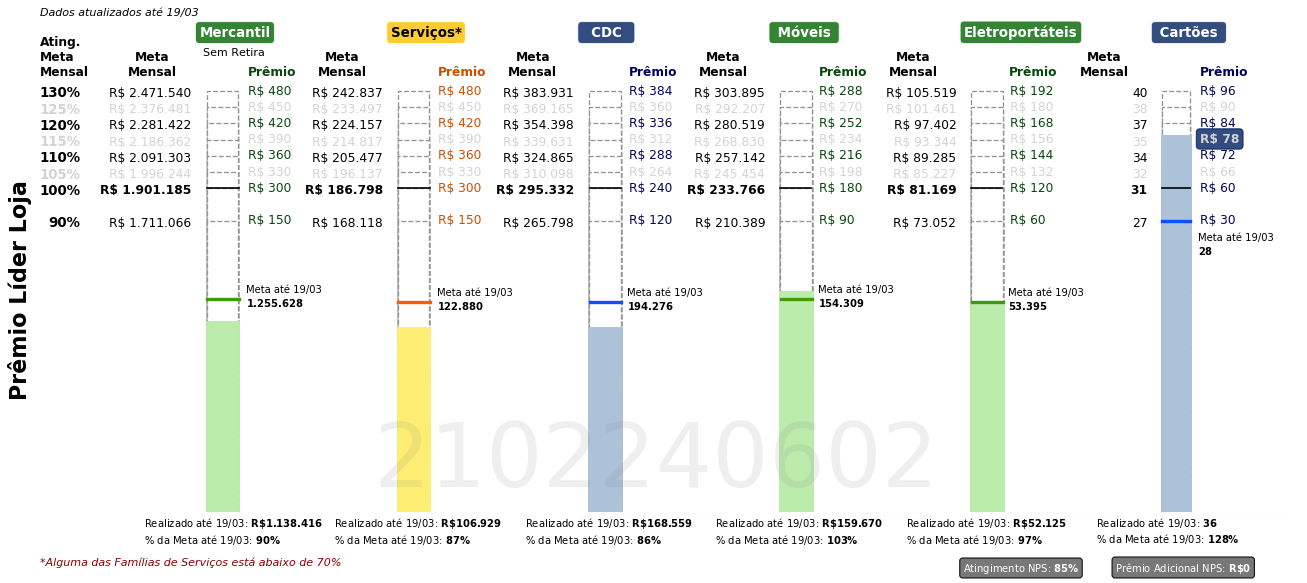 Dados atualizados até 19/03
Mercantil Serviços* CDC Móveis Eletroportáteis Cartões
Sem Retira
Ating. Meta Mensal
Meta Mensal Prêmio Meta Mensal Prêmio Meta Mensal Prêmio Meta Mensal Prêmio Meta Mensal Prêmio Meta Mensal Prêmio
130% R$ 2.471.540 R$ 480 R$ 242.837 R$ 480 R$ 383.931 R$ 384 R$ 303.895 R$ 288 R$ 105.519 R$ 192 40 R$ 96
125% R$ 2.376.481 R$ 450 R$ 233.497 R$ 450 R$ 369.165 R$ 360 R$ 292.207 R$ 270 R$ 101.461 R$ 180 38 R$ 90
120% R$ 2.281.422 R$ 420 R$ 224.157 R$ 420 R$ 354.398 R$ 336 R$ 280.519 R$ 252 R$ 97.402 R$ 168 37 R$ 84
115% R$ 2.186.362 R$ 390 R$ 214.817 R$ 390 R$ 339.631 R$ 312 R$ 268.830 R$ 234 R$ 93.344 R$ 156 35 R$ 78
110% R$ 2.091.303 R$ 360 R$ 205.477 R$ 360 R$ 324.865 R$ 288 R$ 257.142 R$ 216 R$ 89.285 R$ 144 34 R$ 72
105% R$ 1.996.244 R$ 330 R$ 196.137 R$ 330 R$ 310.098 R$ 264 R$ 245.454 R$ 198 R$ 85.227 R$ 132 32 R$ 66
100% R$ 1.901.185 R$ 300 R$ 186.798 R$ 300 R$ 295.332 R$ 240 R$ 233.766 R$ 180 R$ 81.169 R$ 120 31 R$ 60
90% R$ 1.711.066 R$ 150 R$ 168.118 R$ 150 R$ 265.798 R$ 120 R$ 210.389 R$ 90 R$ 73.052 R$ 60 27 R$ 30
Meta até 19/03
28
Meta até 19/03 Meta até 19/03 Meta até 19/03 Meta até 19/03 Meta até 19/03
1.255.628 122.880 194.276 154.309 53.395
Prêmio Líder Loja
2102240602
Realizado até 19/03: R$1.138.416 Realizado até 19/03: R$106.929 Realizado até 19/03: R$168.559 Realizado até 19/03: R$159.670 Realizado até 19/03: R$52.125 Realizado até 19/03: 36
% da Meta até 19/03: 90% % da Meta até 19/03: 87% % da Meta até 19/03: 86% % da Meta até 19/03: 103% % da Meta até 19/03: 97% % da Meta até 19/03: 128%
*Alguma das Famílias de Serviços está abaixo de 70%
Atingimento NPS: 85% Prêmio Adicional NPS: R$0